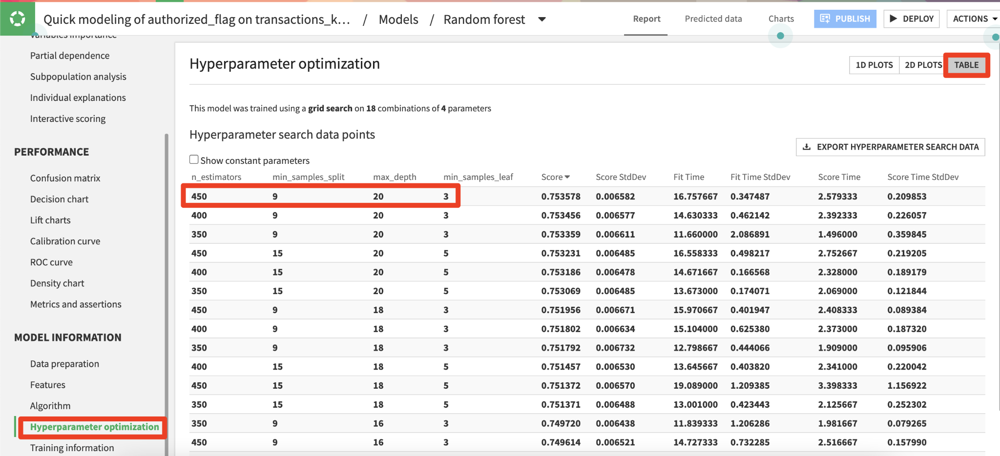 Quick modeling of authorized_flag on transactions_k... / Models / Random forest
Report Predicted data Charts PUBLISH DEPLOY ACTIONS
Variables importance
Partial dependence
Subpopulation analysis
Individual explanations
Interactive scoring
PERFORMANCE
Confusion matrix
Decision chart
Lift charts
Calibration curve
ROC curve
Density chart
Metrics and assertions
MODEL INFORMATION
Data preparation
Features
Algorithm
Hyperparameter optimization
Training information
Hyperparameter optimization
1D PLOTS 2D PLOTS TABLE
This model was trained using a grid search on 18 combinations of 4 parameters
Hyperparameter search data points
EXPORT HYPERPARAMETER SEARCH DATA
Show constant parameters
n_estimators min_samples_split max_depth min_samples_leaf Score Score StdDev Fit Time Fit Time StdDev Score Time Score Time StdDev
450 9 20 3 0.753578 0.006582 16.757667 0.347487 2.579333 0.209853
400 9 20 3 0.753456 0.006577 14.630333 0.462142 2.392333 0.226057
350 9 20 3 0.753359 0.006611 11.660000 2.086891 1.496000 0.359845
450 15 20 5 0.753231 0.006485 16.558333 0.498217 2.752667 0.219205
400 15 20 5 0.753186 0.006478 14.671667 0.166568 2.328000 0.189179
350 15 20 5 0.753069 0.006485 13.673000 0.174071 2.069000 0.121844
450 9 18 3 0.751956 0.006671 15.970667 0.401947 2.408333 0.089384
400 9 18 3 0.751802 0.006634 15.104000 0.625380 2.373000 0.187320
350 9 18 3 0.751792 0.006732 12.798667 0.444066 1.909000 0.095906
400 15 18 5 0.751457 0.006530 13.645667 0.403820 2.341000 0.220042
450 15 18 5 0.751372 0.006570 19.089000 1.209385 3.398333 1.156922
350 15 18 5 0.751371 0.006488 13.001000 0.423443 2.125667 0.252302
350 9 16 3 0.749720 0.006438 11.839333 1.206286 1.981667 0.079265
450 9 16 3 0.749614 0.006521 14.727333 0.732285 2.516667 0.157990